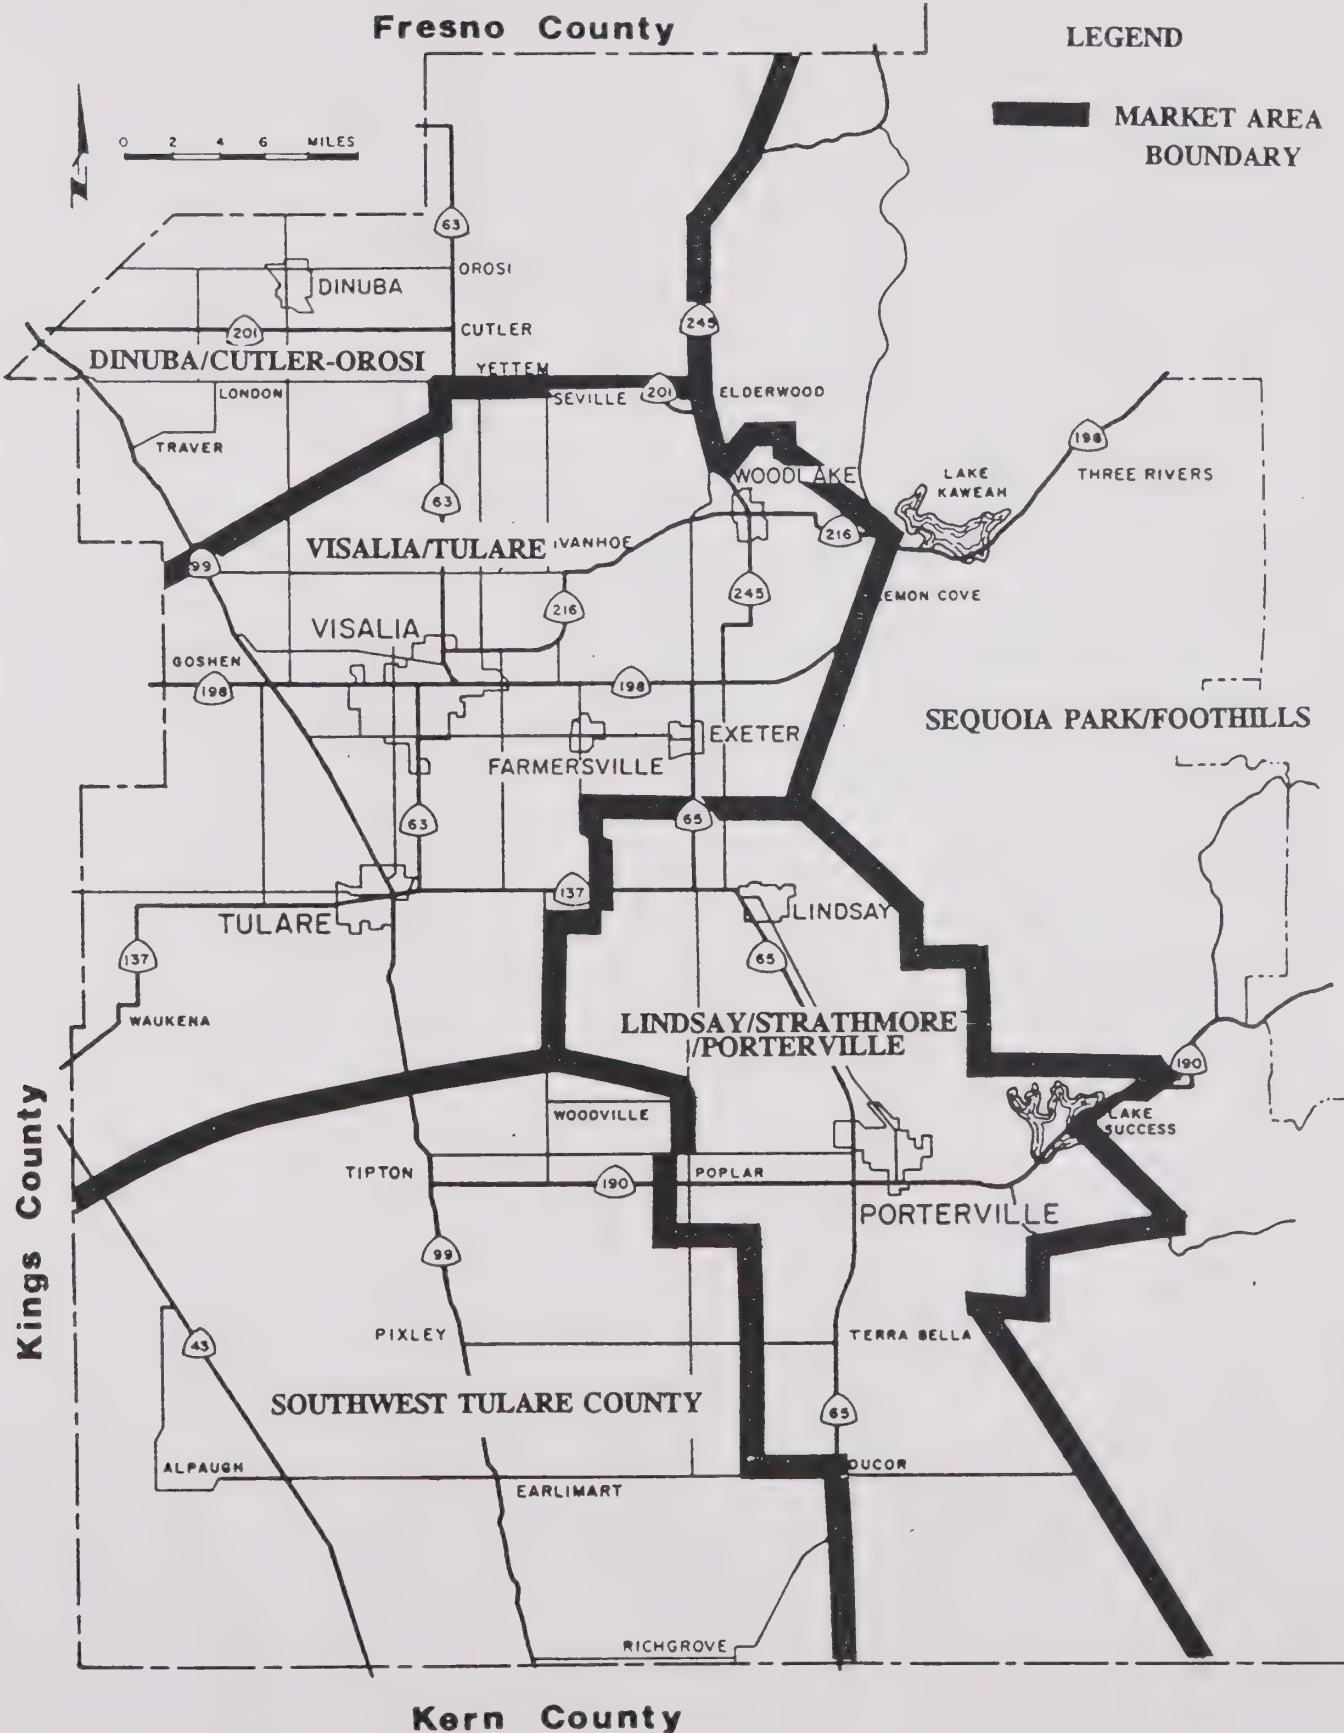 Fresno County
LEGEND
MARKET AREA
BOUNDARY
0 2 4 6 MILES
N
63
OROSI
DINUBA
201
CUTLER
245
DINUBA/CUTLER-OROSI
YETTEM
LONDON
SEVILLE
201
ELDERWOOD
TRAVER
198
WOODLAKE
LAKE
KAWEAH
THREE RIVERS
63
216
VISALIA/TULARE
IVANHOE
99
245
EMON COVE
216
VISALIA
GOSHEN
198
198
SEQUOIA PARK/FOOTHILLS
EXETER
FARMERSVILLE
63
65
137
TULARE
LINDSAY
137
65
WAUKENA
LINDSAY/STRATHMORE
/PORTERVILLE
190
Kings County
WOODVILLE
LAKE
SUCCESS
TIPTON
190
POPLAR
PORTERVILLE
99
43
PIXLEY
TERRA BELLA
SOUTHWEST TULARE COUNTY
65
ALPAUGH
DUCOR
EARLIMART
RICHGROVE
Kern County